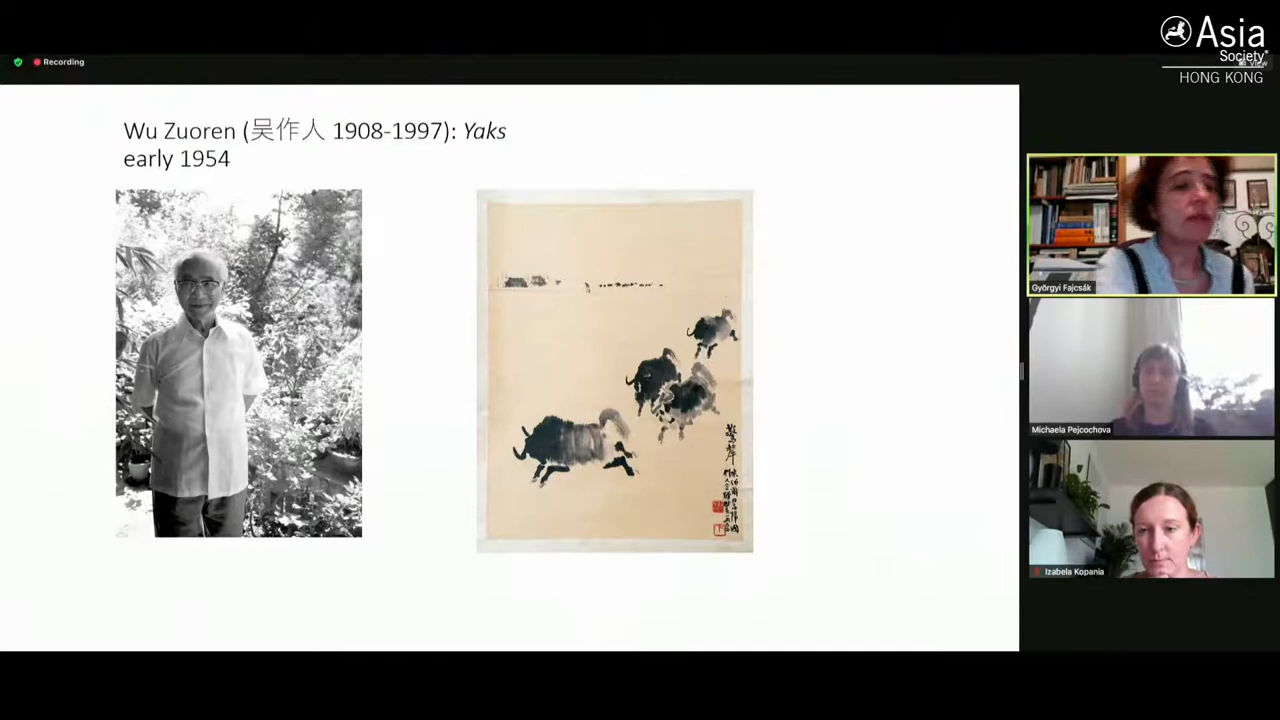 Asia
Society
HONG KONG
Recording
View
Wu Zuoren (吴作人 1908-1997): Yaks
early 1954
Györgyi Fajcsák
Michaela Pejcochova
Izabela Kopania